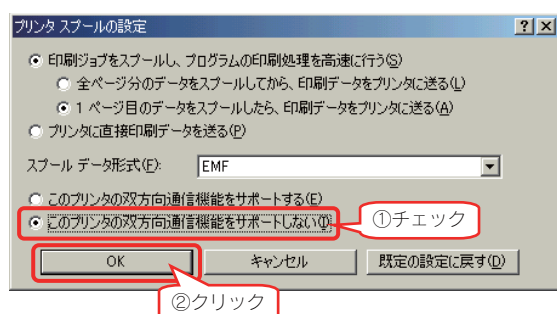 プリンタ スプールの設定
印刷ジョブをスプールし、プログラムの印刷処理を高速に行う(S)
全ページ分のデータをスプールしてから、印刷データをプリンタに送る(L)
1 ページ目のデータをスプールしたら、印刷データをプリンタに送る(A)
プリンタに直接印刷データを送る(P)
スプール データ形式(F): EMF
このプリンタの双方向通信機能をサポートする(E)
このプリンタの双方向通信機能をサポートしない(I) ①チェック
OK キャンセル 既定の設定に戻す(D)
②クリック